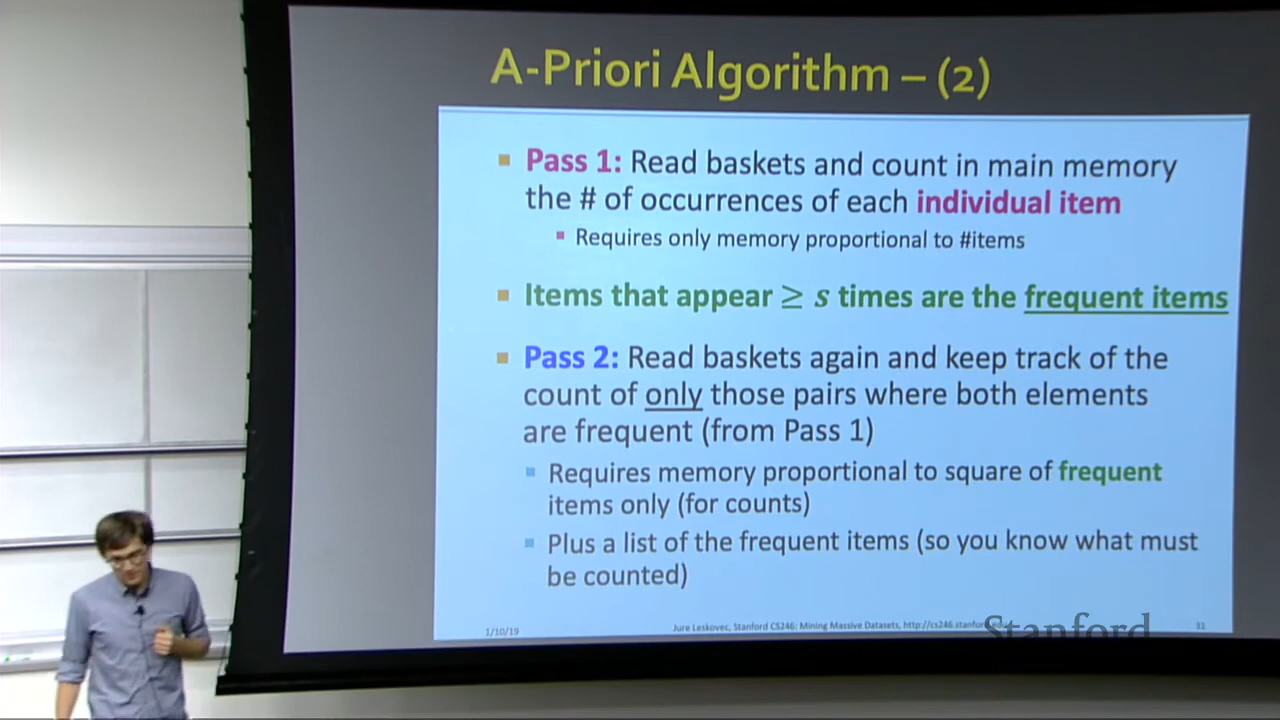 A-Priori Algorithm – (2)
Pass 1: Read baskets and count in main memory
the # of occurrences of each individual item
Requires only memory proportional to #items
Items that appear ≥ s times are the frequent items
Pass 2: Read baskets again and keep track of the
count of only those pairs where both elements
are frequent (from Pass 1)
Requires memory proportional to square of frequent
items only (for counts)
Plus a list of the frequent items (so you know what must
be counted)
1/10/19
Jure Leskovec, Stanford CS246: Mining Massive Datasets, http://cs246.stanford.edu
Stanford